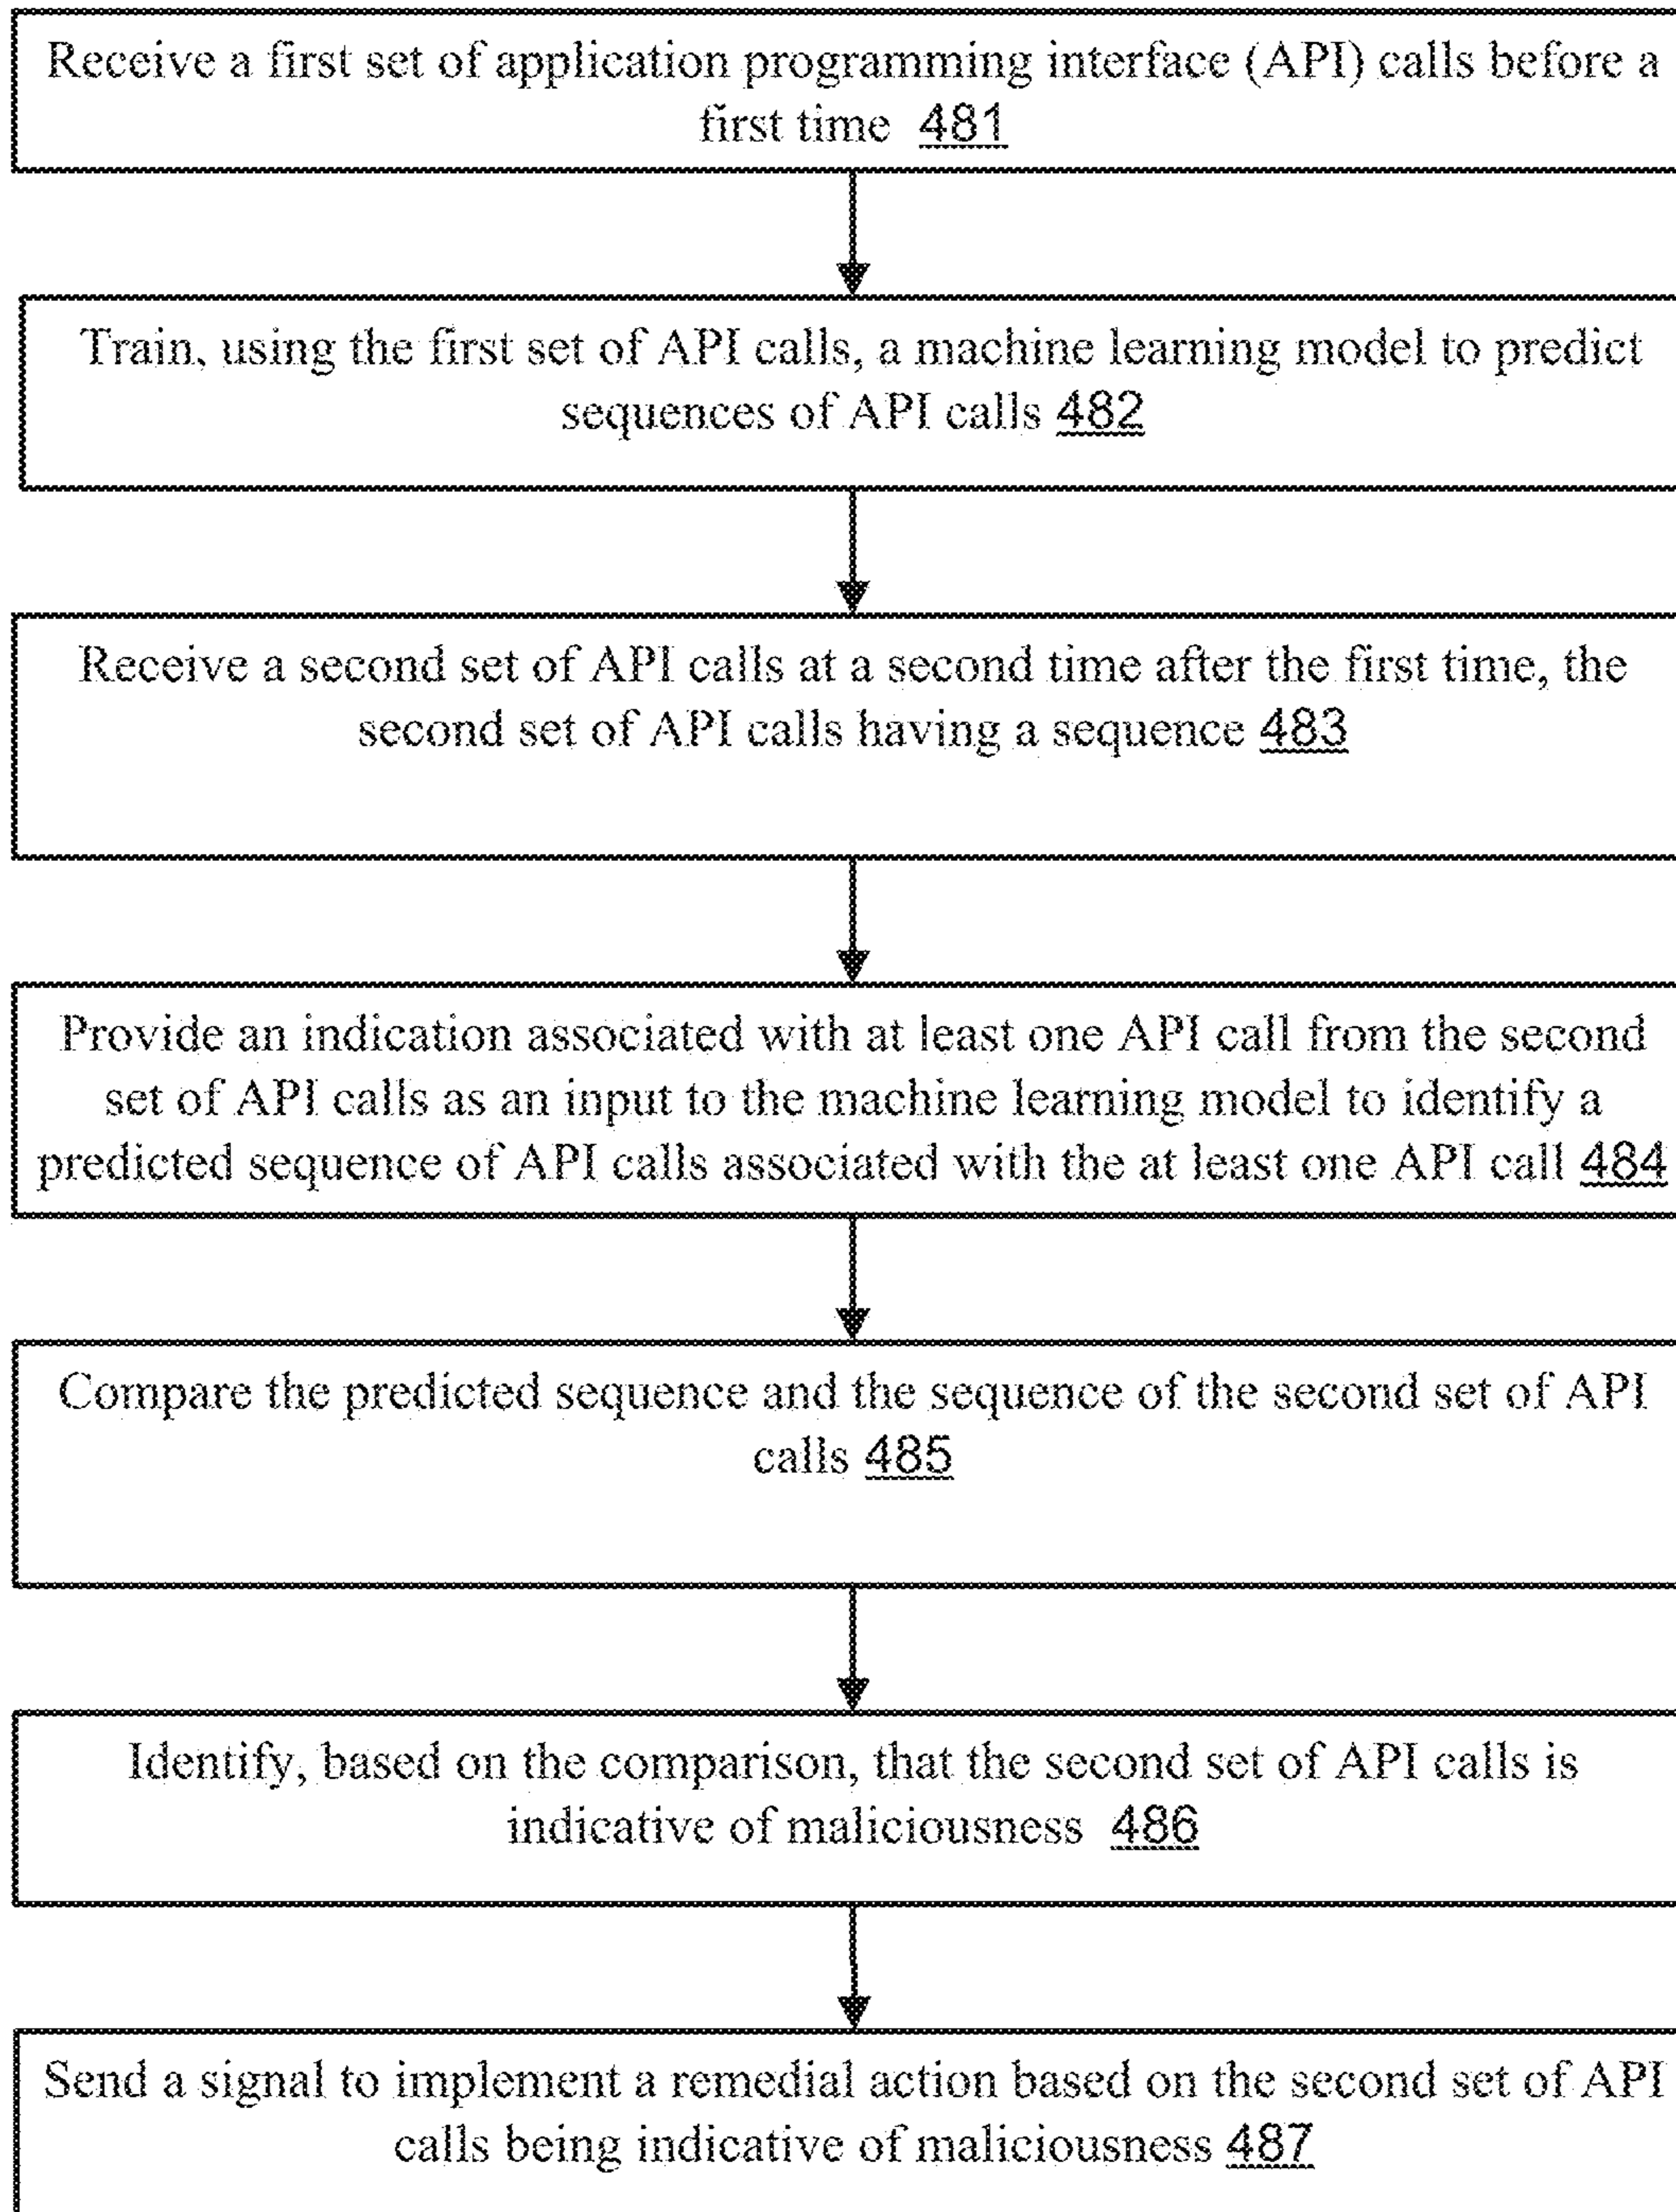 Receive a first set of application programming interface (API) calls before a
first time 481
Train, using the first set of API calls, a machine learning model to predict
sequences of API calls 482
Receive a second set of API calls at a second time after the first time, the
second set of API calls having a sequence 483
Provide an indication associated with at least one API call from the second
set of API calls as an input to the machine learning model to identify a
predicted sequence of API calls associated with the at least one API call 484
Compare the predicted sequence and the sequence of the second set of API
calls 485
Identify, based on the comparison, that the second set of API calls is
indicative of maliciousness 486
Send a signal to implement a remedial action based on the second set of API
calls being indicative of maliciousness 487